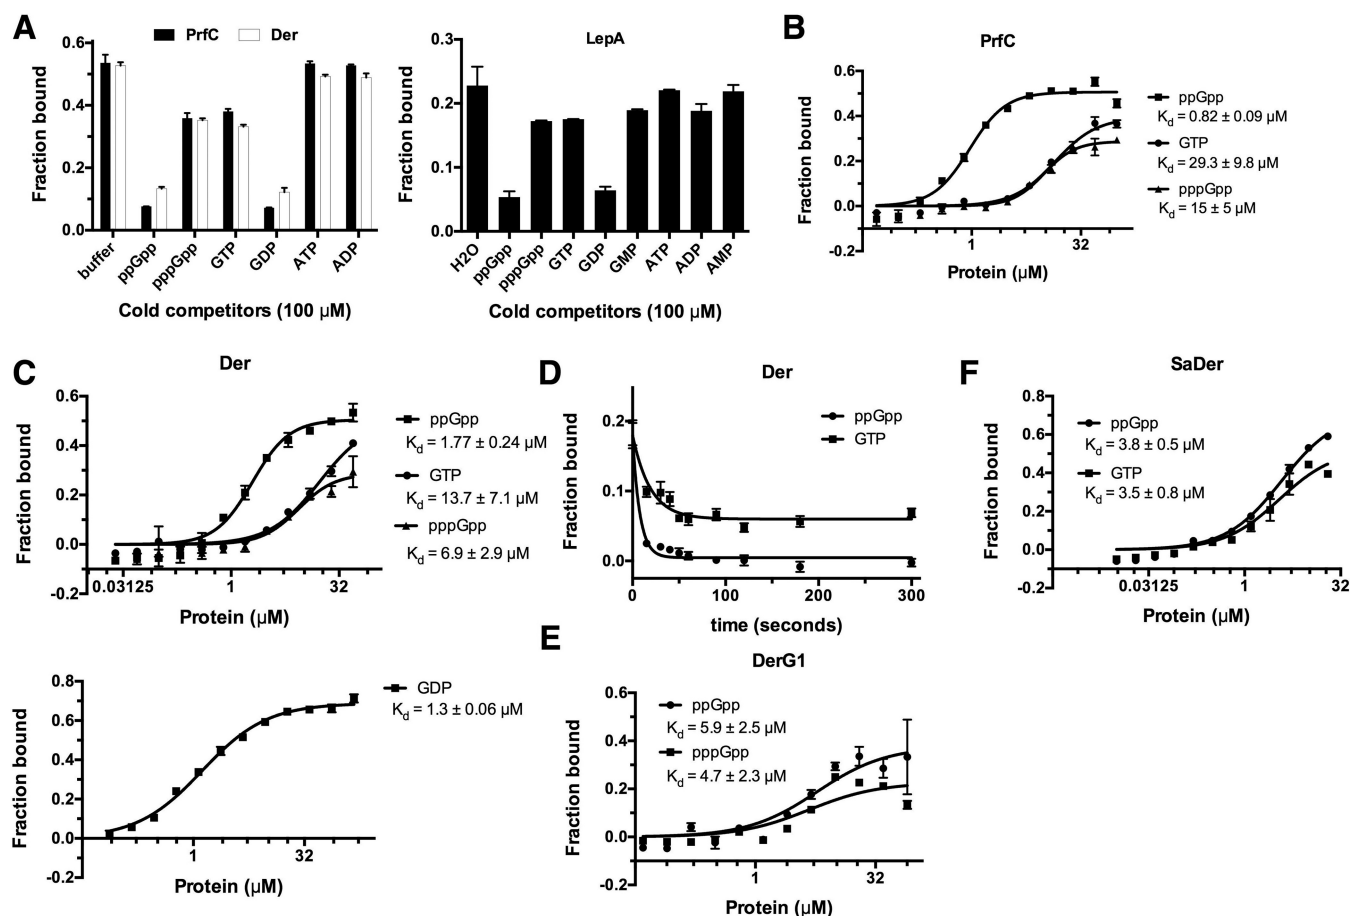 A
PrfC
Der
Fraction bound
0.6
0.4
0.2
0.0
buffer
ppGpp
pppGpp
GTP
GDP
ATP
ADP
Cold competitors (100 µM)
LepA
Fraction bound
0.3
0.2
0.1
0.0
H2O
ppGpp
pppGpp
GTP
GDP
GMP
ATP
ADP
AMP
Cold competitors (100 µM)
B
PrfC
Fraction bound
0.6
0.4
0.2
0.0
-0.2
1
32
Protein (µM)
ppGpp
Kd = 0.82 ± 0.09 µM
GTP
Kd = 29.3 ± 9.8 µM
pppGpp
Kd = 15 ± 5 µM
C
Der
Fraction bound
0.6
0.4
0.2
0.0
-0.2
0.03125
1
32
Protein (µM)
ppGpp
Kd = 1.77 ± 0.24 µM
GTP
Kd = 13.7 ± 7.1 µM
pppGpp
Kd = 6.9 ± 2.9 µM
Fraction bound
0.8
0.6
0.4
0.2
0.0
-0.2
1
32
Protein (µM)
GDP
Kd = 1.3 ± 0.06 µM
D
Der
Fraction bound
0.2
0.1
0.0
0
100
200
300
time (seconds)
ppGpp
GTP
E
DerG1
Fraction bound
0.6
0.4
0.2
0.0
-0.2
1
32
Protein (µM)
ppGpp
Kd = 5.9 ± 2.5 µM
pppGpp
Kd = 4.7 ± 2.3 µM
F
SaDer
Fraction bound
0.8
0.6
0.4
0.2
0.0
-0.2
0.03125
1
32
Protein (µM)
ppGpp
Kd = 3.8 ± 0.5 µM
GTP
Kd = 3.5 ± 0.8 µM